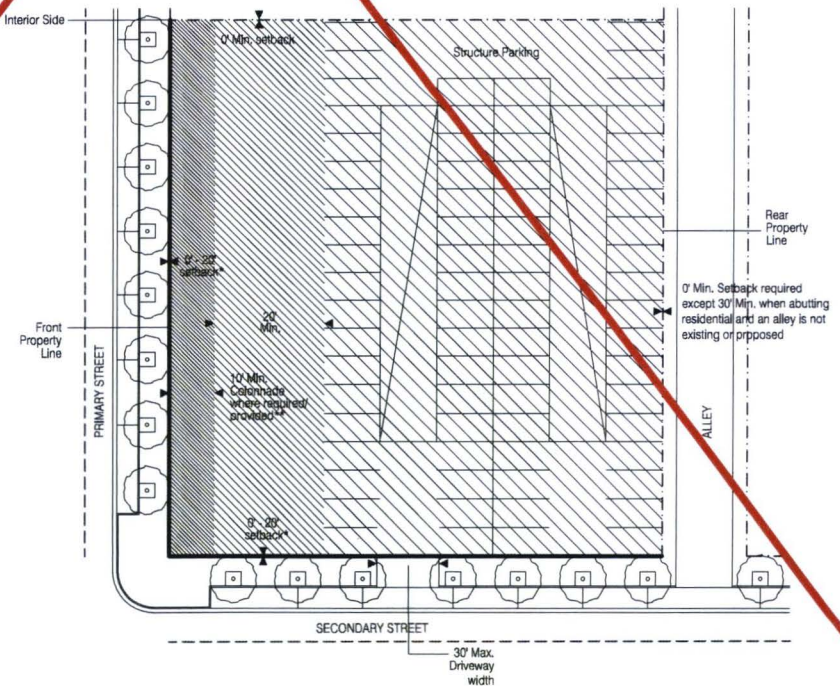 Interior Side
0' Min. setback
Structure Parking
Rear
Property
Line
0' - 20'
setback*
0' Min. Setback required
except 30' Min. when abutting
residential and an alley is not
existing or proposed
20'
Min.
Front
Property
Line
PRIMARY STREET
10' Min.
Colonnade
where required/
provided**
ALLEY
0' - 20'
setback*
SECONDARY STREET
30' Max.
Driveway
width